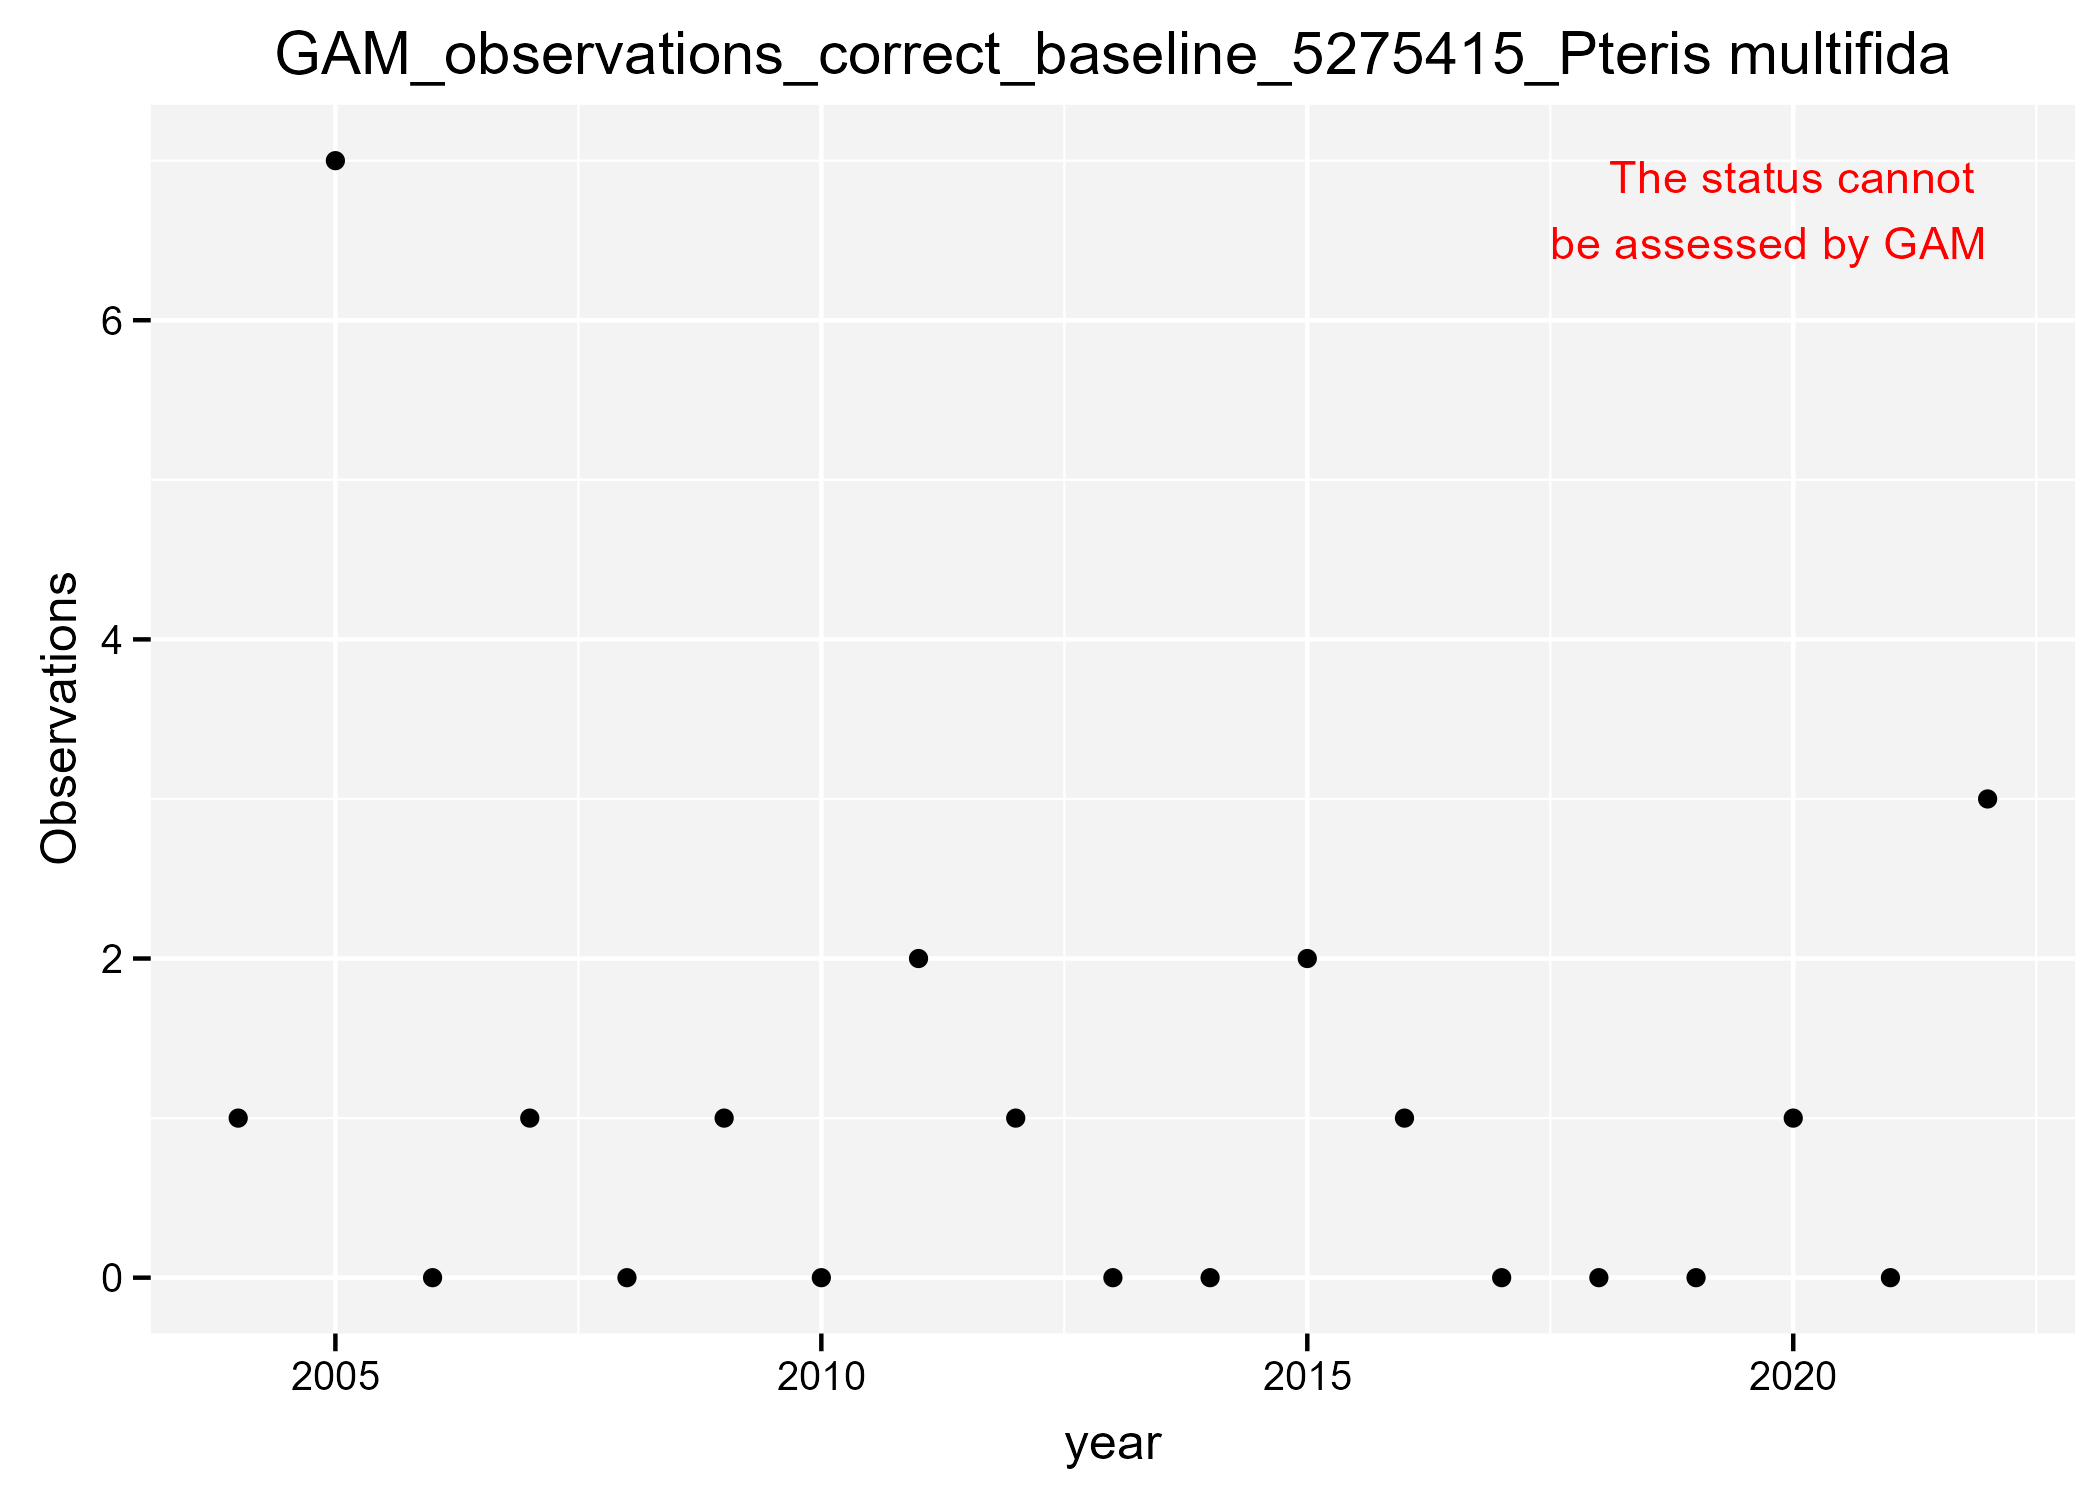 GAM_observations_correct_baseline_5275415_Pteris multifida
The status cannot
be assessed by GAM
6
4
2
0
Observations
2005 2010 2015 2020
year